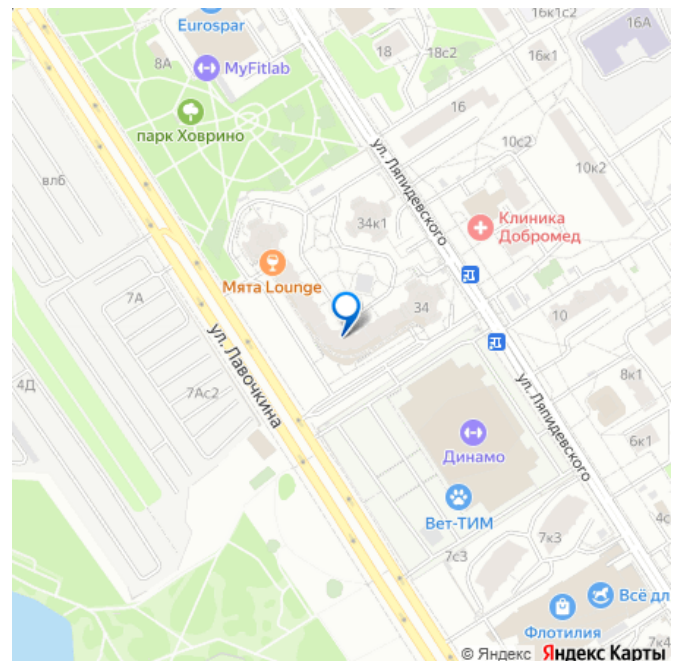 Eurospar
16к1с2
16А
18
18с2
16к1
8А
MyFitlab
парк Ховрино
16
10с2
10к2
ул. Ляпидевского
вл6
34к1
Клиника
Добромед
Мята Lounge
7А
34
10
ул. Лавочкина
4Д
7Ас2
8к1
ул. Ляпидевского
Динамо
6к1
Вет-ТИМ
4с
7к3
7с3
Всё дл
Флотилия
7к4
© Яндекс Яндекс Карты